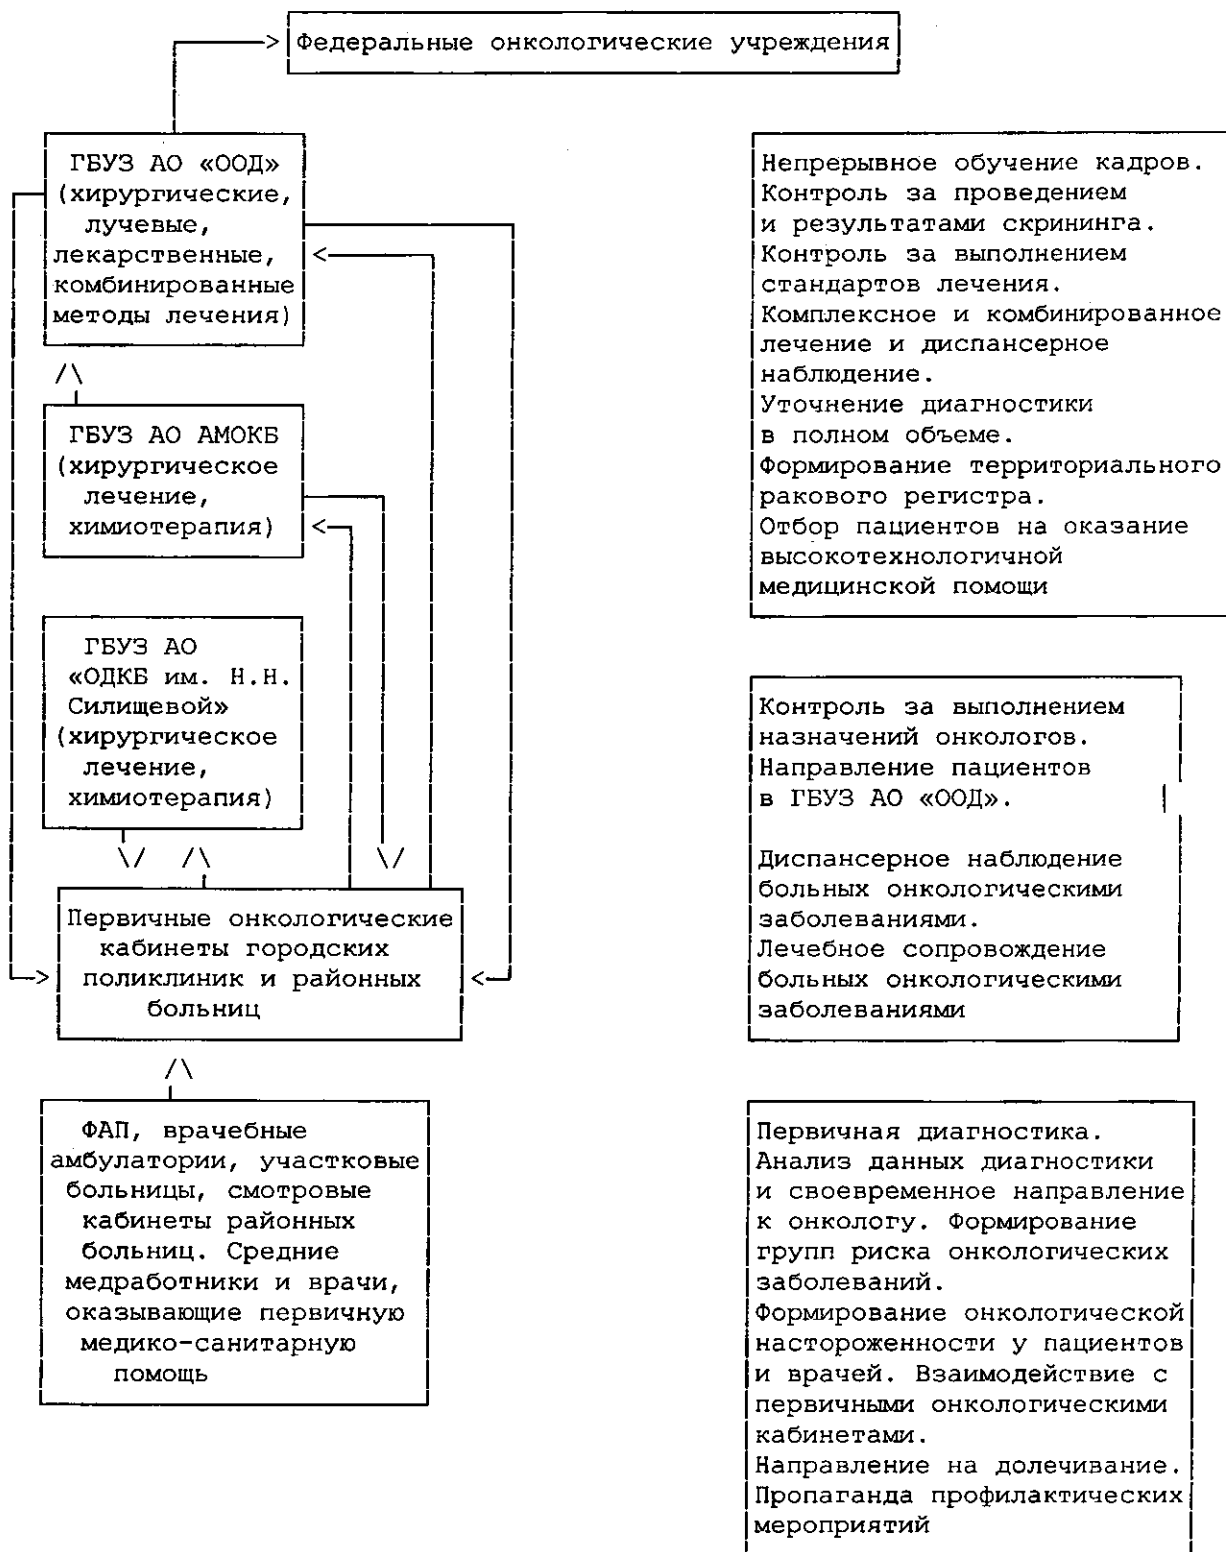 Федеральные онкологические учреждения
ГБУЗ АО «ООД»
(хирургические,
лучевые,
лекарственные,
комбинированные
методы лечения)
Непрерывное обучение кадров.
Контроль за проведением
и результатами скрининга.
Контроль за выполнением
стандартов лечения.
Комплексное и комбинированное
лечение и диспансерное
наблюдение.
Уточнение диагностики
в полном объеме.
Формирование территориального
ракового регистра.
Отбор пациентов на оказание
высокотехнологичной
медицинской помощи
ГБУЗ АО АМОКБ
(хирургическое
лечение,
химиотерапия)
ГБУЗ АО
«ОДКБ им. Н.Н.
Силищевой»
(хирургическое
лечение,
химиотерапия)
Контроль за выполнением
назначений онкологов.
Направление пациентов
в ГБУЗ АО «ООД».
Диспансерное наблюдение
больных онкологическими
заболеваниями.
Лечебное сопровождение
больных онкологическими
заболеваниями
Первичные онкологические
кабинеты городских
поликлиник и районных
больниц
ФАП, врачебные
амбулатории, участковые
больницы, смотровые
кабинеты районных
больниц. Средние
медработники и врачи,
оказывающие первичную
медико-санитарную
помощь
Первичная диагностика.
Анализ данных диагностики
и своевременное направление
к онкологу. Формирование
групп риска онкологических
заболеваний.
Формирование онкологической
настороженности у пациентов
и врачей. Взаимодействие с
первичными онкологическими
кабинетами.
Направление на долечивание.
Пропаганда профилактических
мероприятий